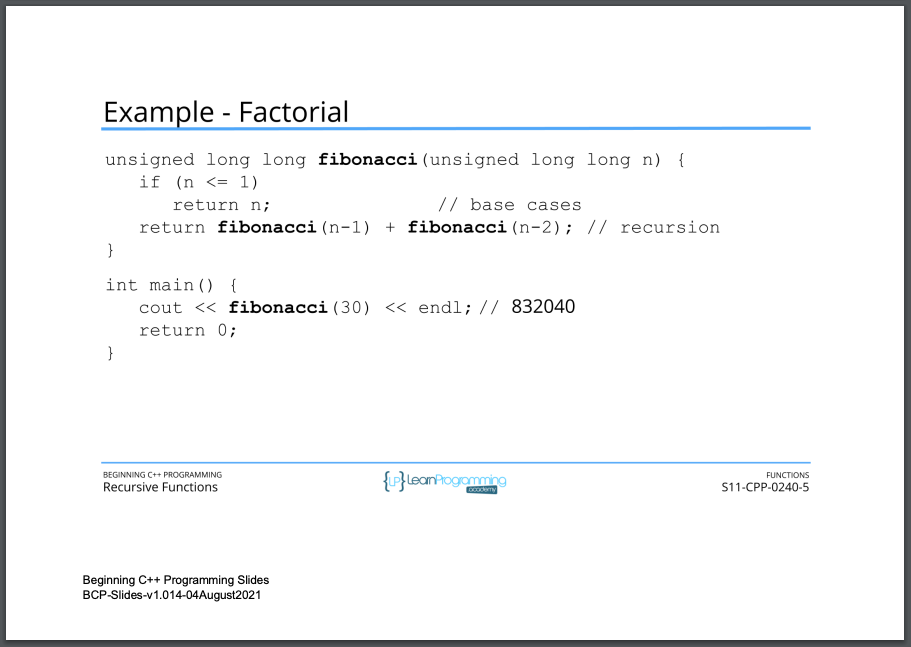 Example - Factorial
unsigned long long fibonacci(unsigned long long n) {
   if (n <= 1)
      return n;               // base cases
   return fibonacci(n-1) + fibonacci(n-2); // recursion
}
int main() {
   cout << fibonacci(30) << endl; // 832040
   return 0;
}
BEGINNING C++ PROGRAMMING
Recursive Functions
{LP} LearnProgramming
academy
FUNCTIONS
S11-CPP-0240-5
Beginning C++ Programming Slides
BCP-Slides-v1.014-04August2021